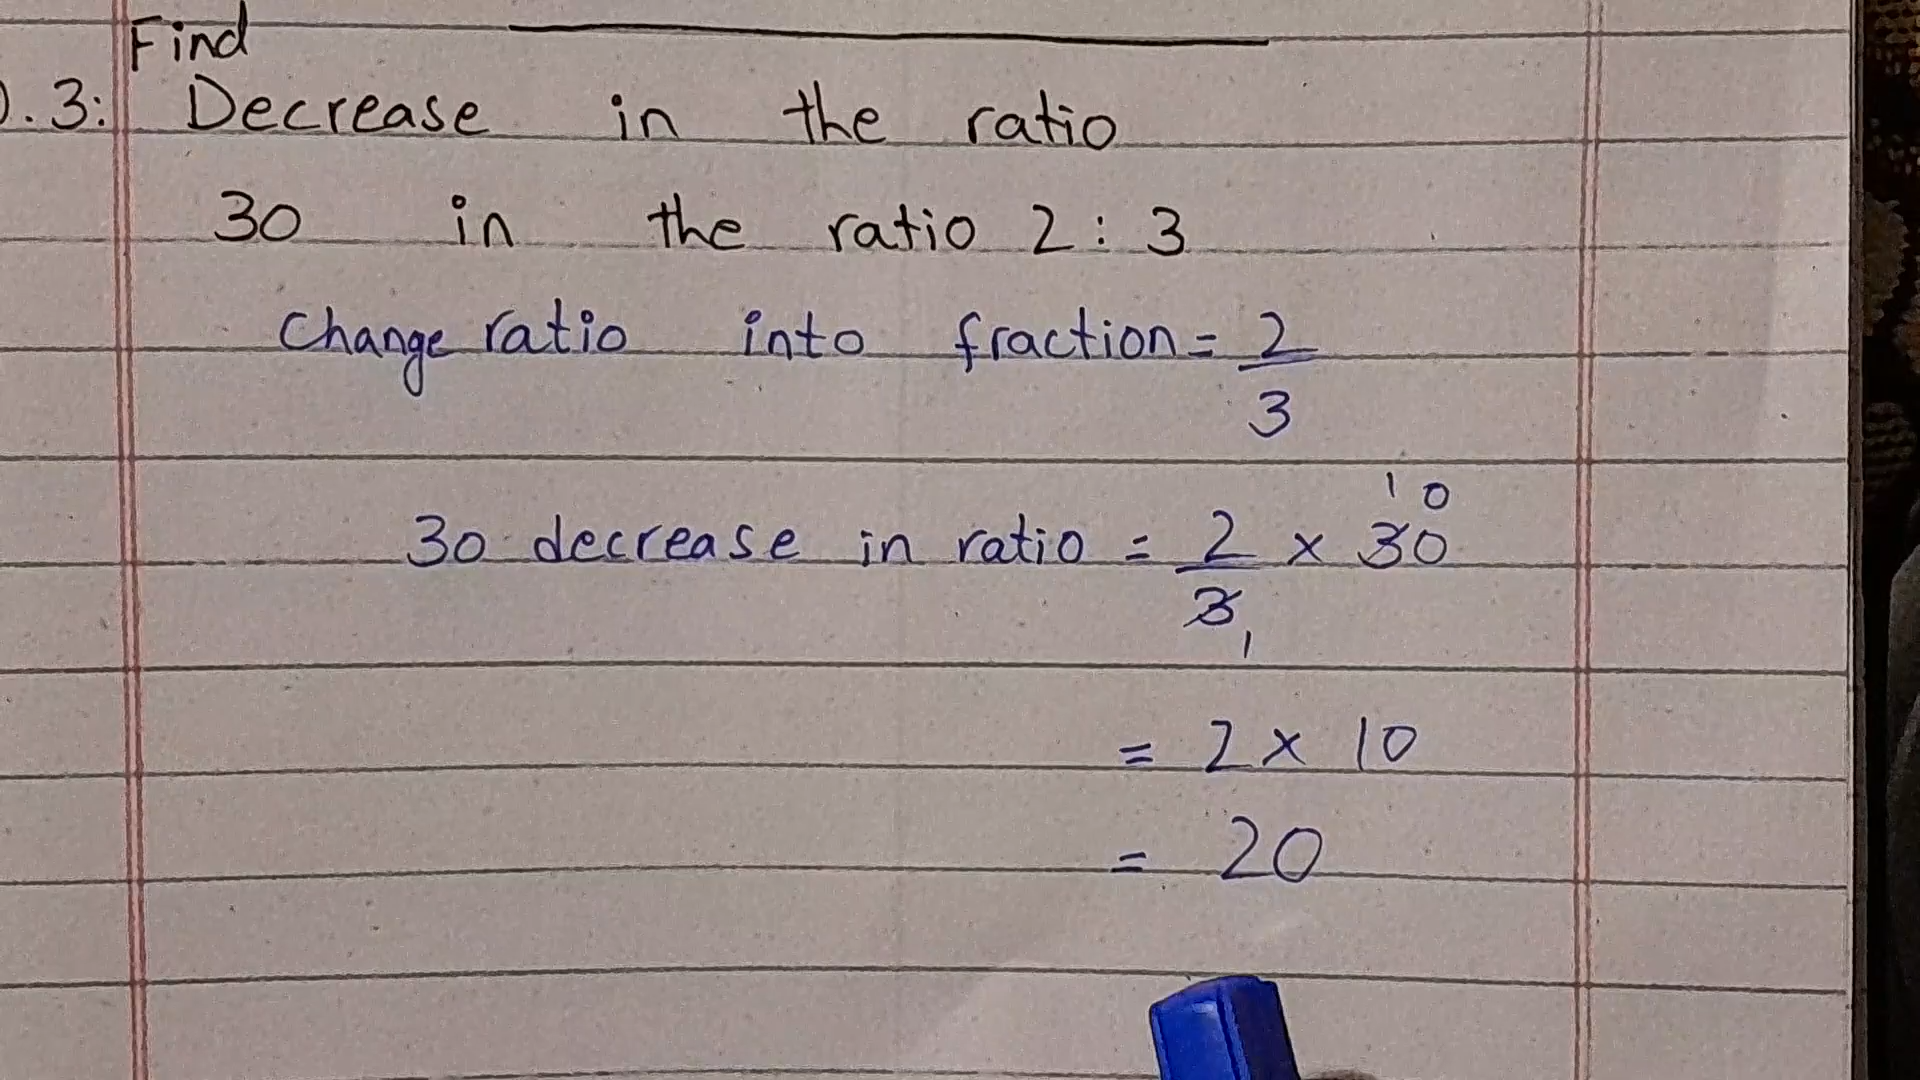 Find
Q.3: Decrease in the ratio
30 in the ratio 2 : 3
Change ratio into fraction = 2/3
30 decrease in ratio = 2/3 1 x 30 10
= 2 x 10
= 20